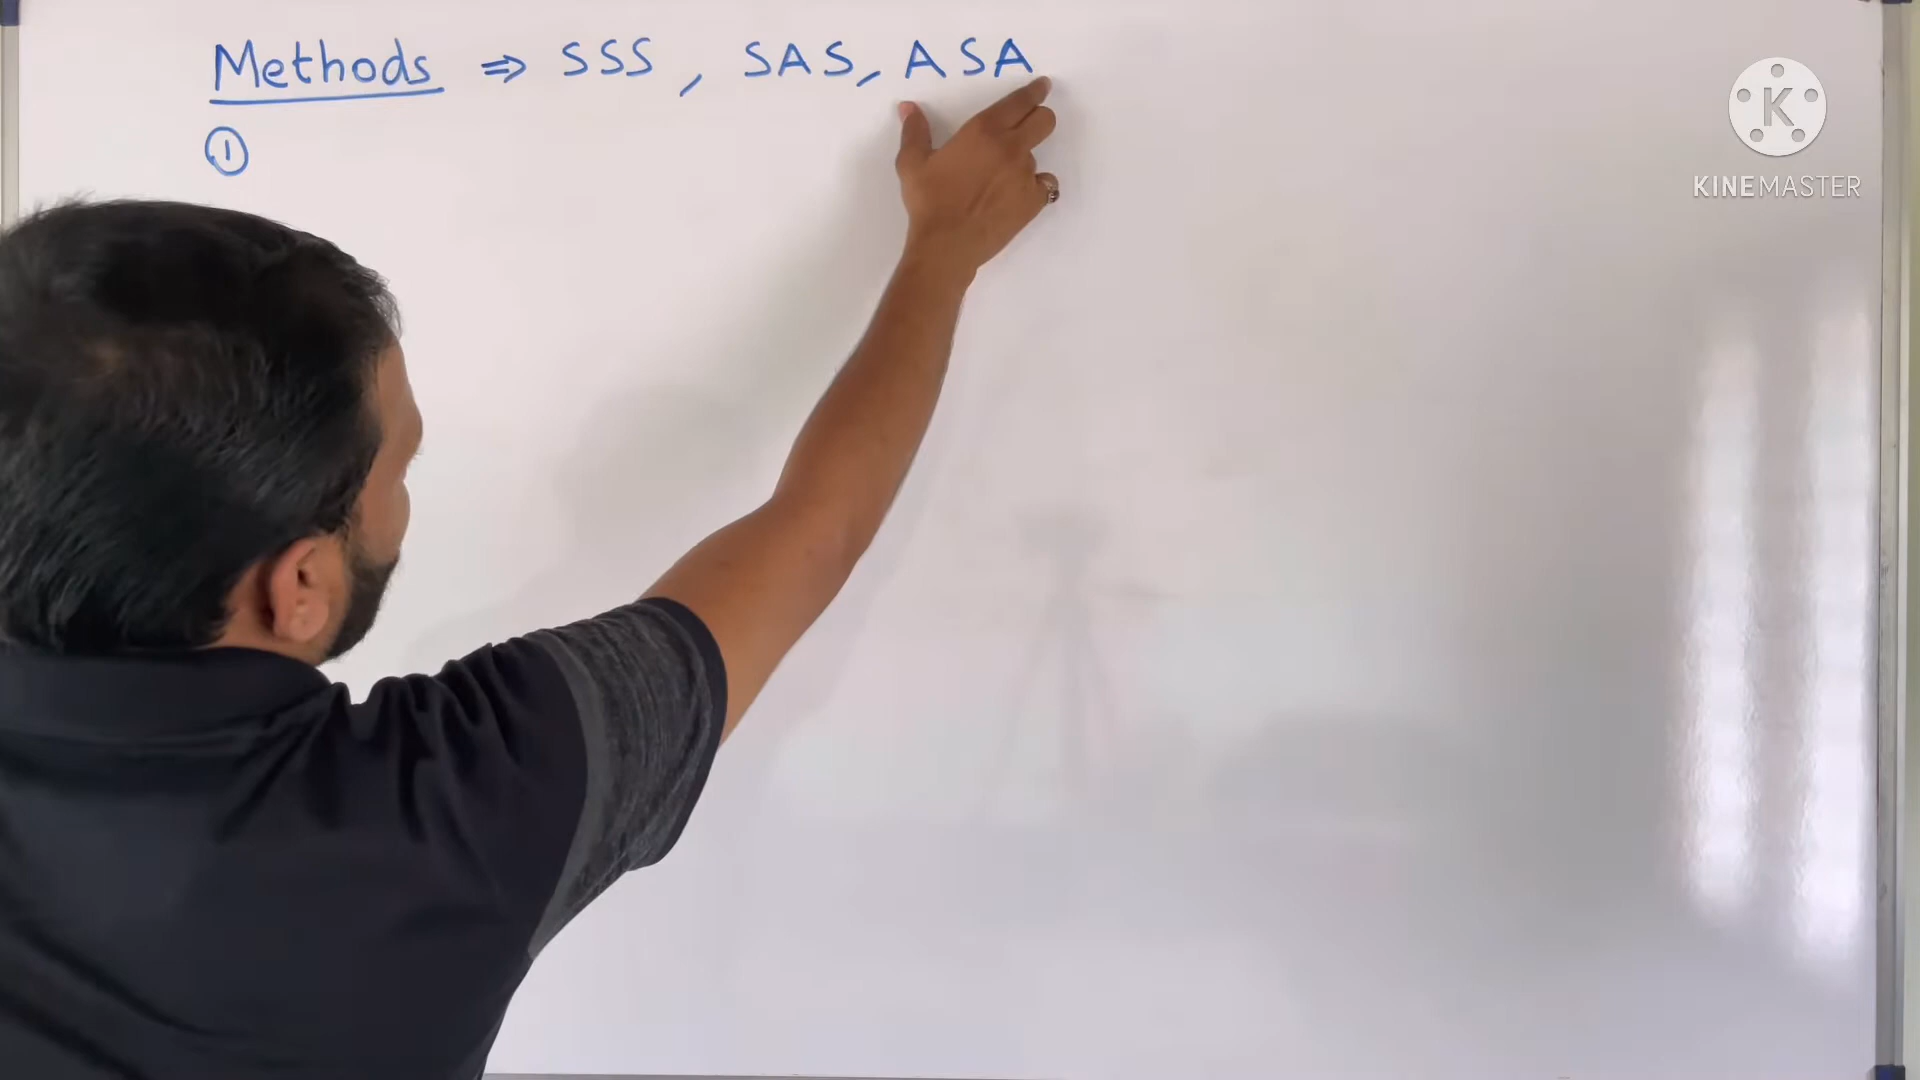 Methods ⇒ SSS , SAS, ASA
①
K
KINEMASTER